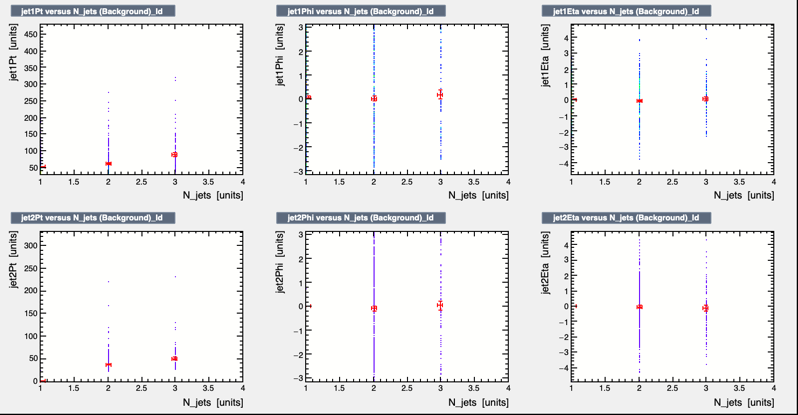 jet1Pt versus N_jets (Background)_Id
jet1Phi versus N_jets (Background)_Id
jet1Eta versus N_jets (Background)_Id
jet1Pt [units]
450
400
350
300
250
200
150
100
50
1 1.5 2 2.5 3 3.5 4
N_jets [units]
jet1Phi [units]
3
2
1
0
−1
−2
−3
1 1.5 2 2.5 3 3.5 4
N_jets [units]
jet1Eta [units]
4
3
2
1
0
−1
−2
−3
−4
1 1.5 2 2.5 3 3.5 4
N_jets [units]
jet2Pt versus N_jets (Background)_Id
jet2Phi versus N_jets (Background)_Id
jet2Eta versus N_jets (Background)_Id
jet2Pt [units]
300
250
200
150
100
50
0
1 1.5 2 2.5 3 3.5 4
N_jets [units]
jet2Phi [units]
3
2
1
0
−1
−2
−3
1 1.5 2 2.5 3 3.5 4
N_jets [units]
jet2Eta [units]
4
3
2
1
0
−1
−2
−3
−4
1 1.5 2 2.5 3 3.5 4
N_jets [units]